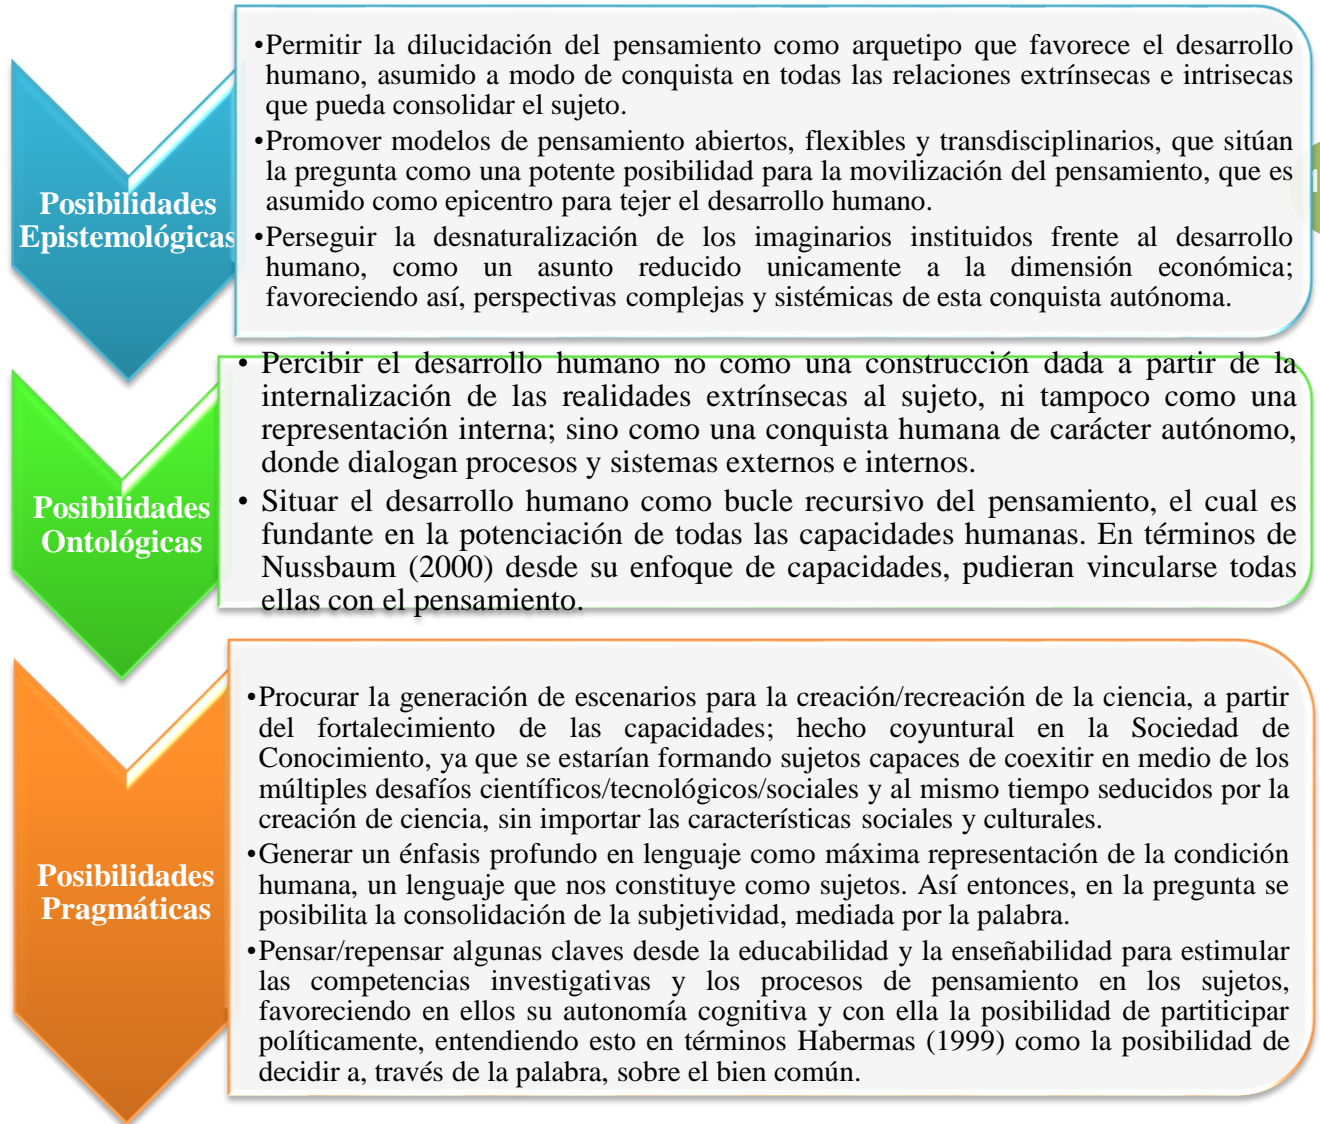 •Permitir la dilucidación del pensamiento como arquetipo que favorece el desarrollo
humano, asumido a modo de conquista en todas las relaciones extrínsecas e intrisecas
que pueda consolidar el sujeto.
•Promover modelos de pensamiento abiertos, flexibles y transdisciplinarios, que sitúan
la pregunta como una potente posibilidad para la movilización del pensamiento, que es
asumido como epicentro para tejer el desarrollo humano.
•Perseguir la desnaturalización de los imaginarios instituidos frente al desarrollo
humano, como un asunto reducido unicamente a la dimensión económica;
favoreciendo así, perspectivas complejas y sistémicas de esta conquista autónoma.
Posibilidades
Epistemológicas
• Percibir el desarrollo humano no como una construcción dada a partir de la
internalización de las realidades extrínsecas al sujeto, ni tampoco como una
representación interna; sino como una conquista humana de carácter autónomo,
donde dialogan procesos y sistemas externos e internos.
• Situar el desarrollo humano como bucle recursivo del pensamiento, el cual es
fundante en la potenciación de todas las capacidades humanas. En términos de
Nussbaum (2000) desde su enfoque de capacidades, pudieran vincularse todas
ellas con el pensamiento.
Posibilidades
Ontológicas
•Procurar la generación de escenarios para la creación/recreación de la ciencia, a partir
del fortalecimiento de las capacidades; hecho coyuntural en la Sociedad de
Conocimiento, ya que se estarían formando sujetos capaces de coexitir en medio de los
múltiples desafíos científicos/tecnológicos/sociales y al mismo tiempo seducidos por la
creación de ciencia, sin importar las características sociales y culturales.
•Generar un énfasis profundo en lenguaje como máxima representación de la condición
humana, un lenguaje que nos constituye como sujetos. Así entonces, en la pregunta se
posibilita la consolidación de la subjetividad, mediada por la palabra.
•Pensar/repensar algunas claves desde la educabilidad y la enseñabilidad para estimular
las competencias investigativas y los procesos de pensamiento en los sujetos,
favoreciendo en ellos su autonomía cognitiva y con ella la posibilidad de partiticipar
políticamente, entendiendo esto en términos Habermas (1999) como la posibilidad de
decidir a, través de la palabra, sobre el bien común.
Posibilidades
Pragmáticas